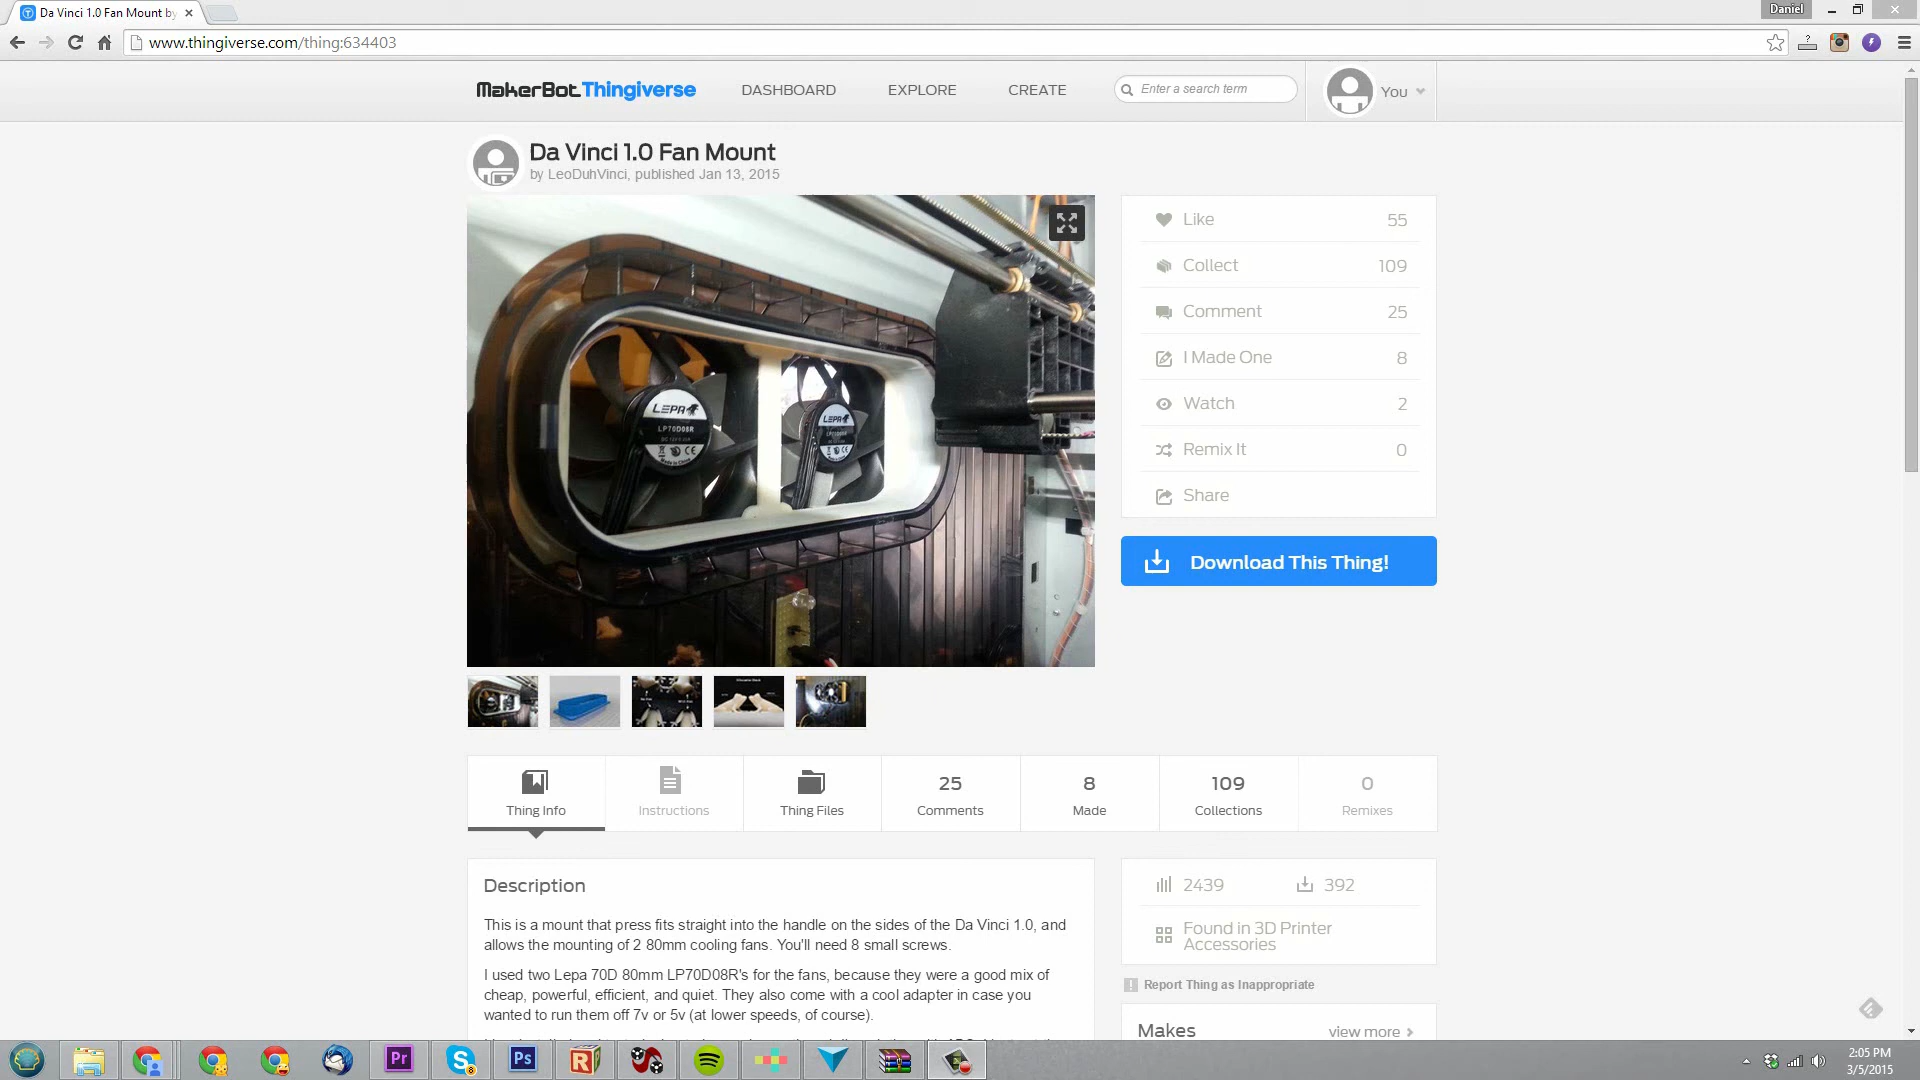 Da Vinci 1.0 Fan Mount by
Daniel
www.thingiverse.com/thing:634403
MakerBot Thingiverse
DASHBOARD
EXPLORE
CREATE
Enter a search term
You
Da Vinci 1.0 Fan Mount
by LeoDuhVinci, published Jan 13, 2015
LEPA
LP70D08R
LEPA
Like 55
Collect 109
Comment 25
I Made One 8
Watch 2
Remix It 0
Share
Download This Thing!
Thing Info
Instructions
Thing Files
25
Comments
8
Made
109
Collections
0
Remixes
Description
This is a mount that press fits straight into the handle on the sides of the Da Vinci 1.0, and
allows the mounting of 2 80mm cooling fans. You'll need 8 small screws.
I used two Lepa 70D 80mm LP70D08R's for the fans, because they were a good mix of
cheap, powerful, efficient, and quiet. They also come with a cool adapter in case you
wanted to run them off 7v or 5v (at lower speeds, of course).
2439
392
Found in 3D Printer
Accessories
Report Thing as Inappropriate
Makes
view more
Pr
Ps
2:05 PM
3/5/2015